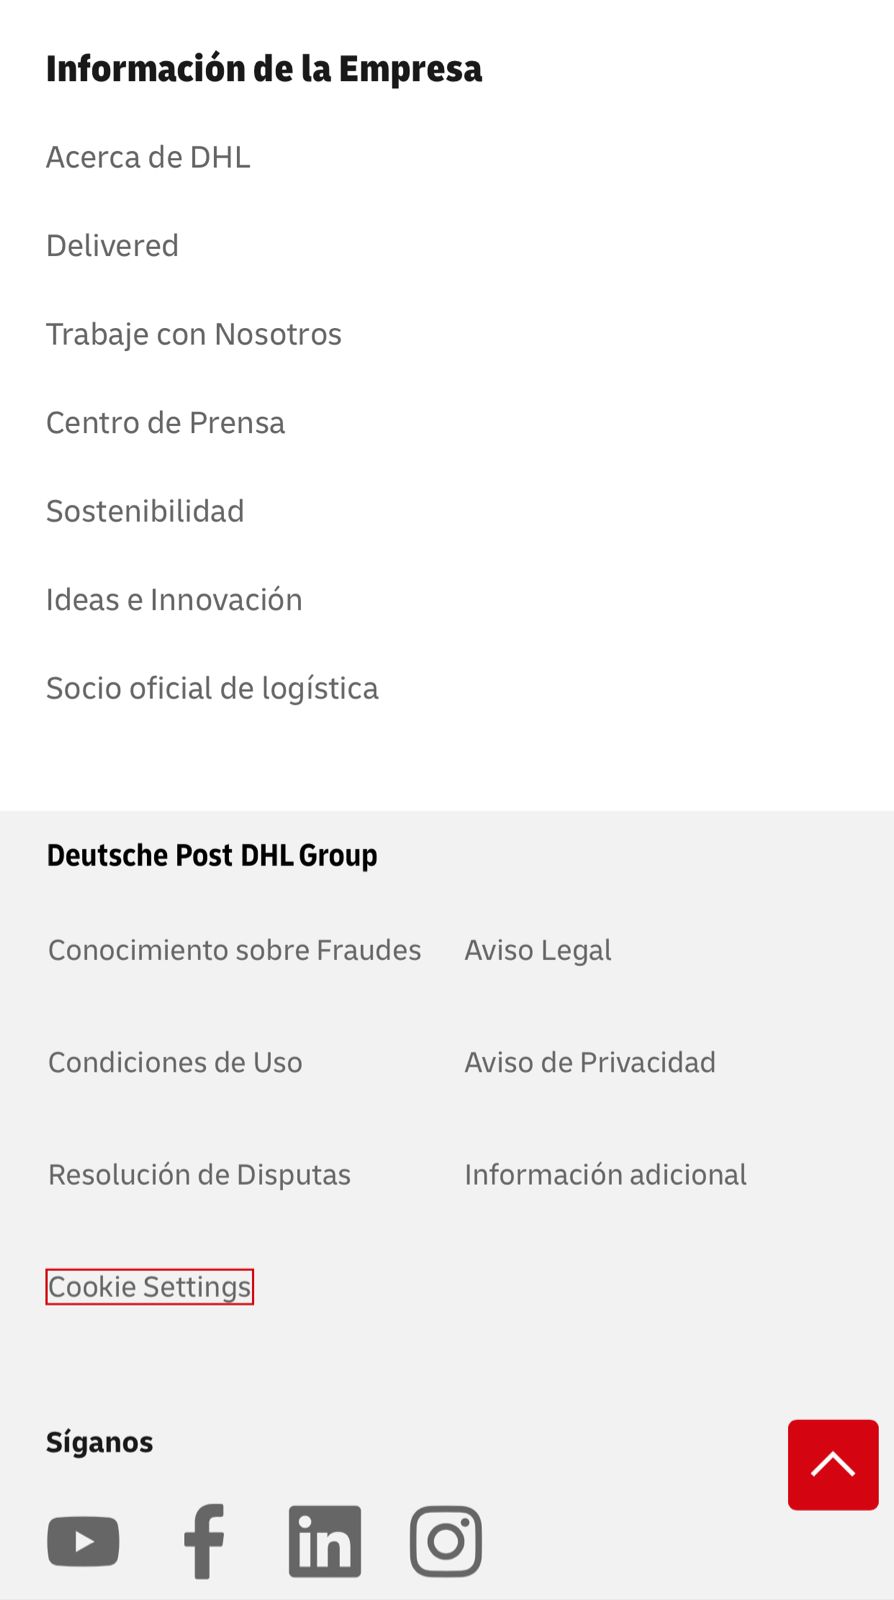 Información de la Empresa
Acerca de DHL
Delivered
Trabaje con Nosotros
Centro de Prensa
Sostenibilidad
Ideas e Innovación
Socio oficial de logística
Deutsche Post DHL Group
Conocimiento sobre Fraudes
Aviso Legal
Condiciones de Uso
Aviso de Privacidad
Resolución de Disputas
Información adicional
Cookie Settings
Síganos